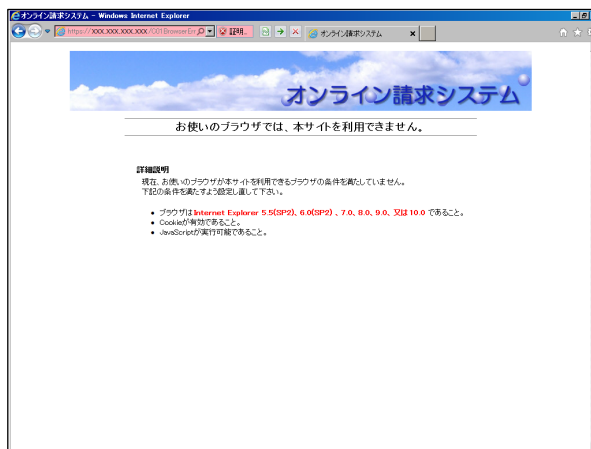 オンライン請求システム - Windows Internet Explorer
https://XXX.XXX.XXX.XXX/001BrowserErr
証明...
オンライン請求システム
オンライン請求システム
お使いのブラウザでは、本サイトを利用できません。
詳細説明
現在、お使いのブラウザが本サイトを利用できるブラウザの条件を満たしていません。
下記の条件を満たすよう設定し直して下さい。
ブラウザはInternet Explorer 5.5(SP2)、6.0(SP2) 、7.0、8.0、9.0、又は10.0 であること。
Cookieが有効であること。
JavaScriptが実行可能であること。